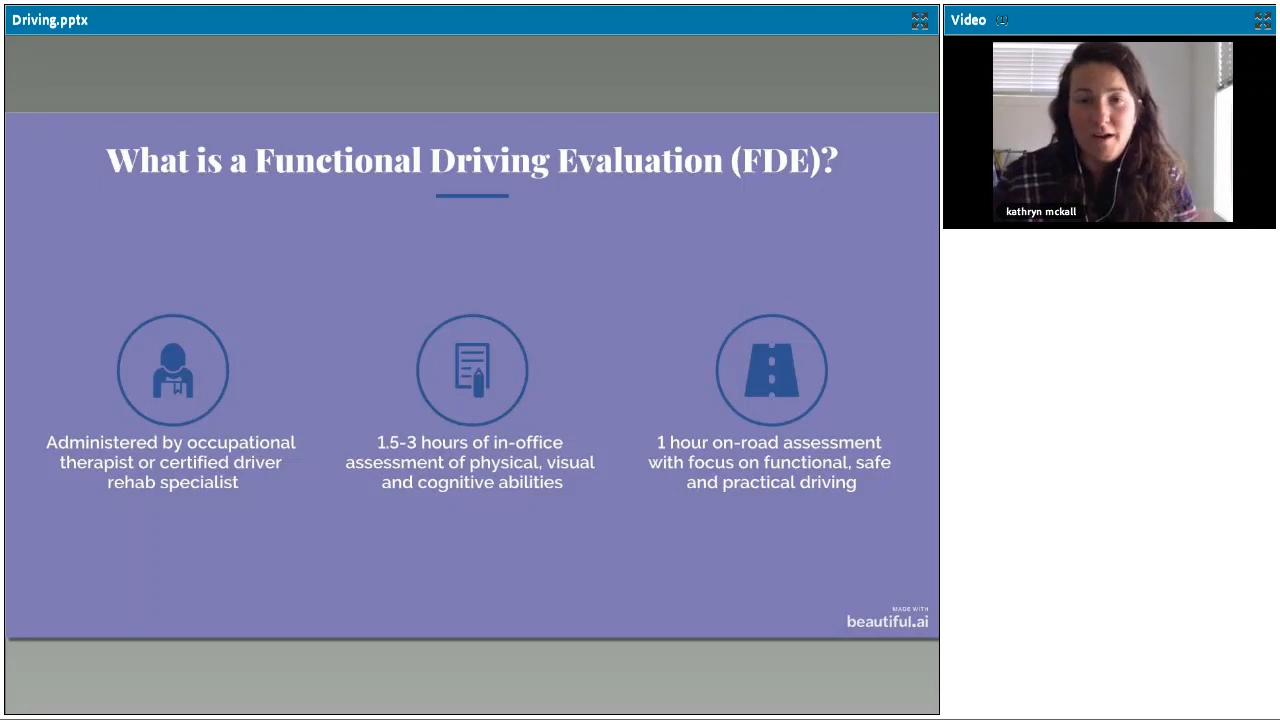 Driving.pptx
What is a Functional Driving Evaluation (FDE)?
Administered by occupational
therapist or certified driver
rehab specialist
1.5-3 hours of in-office
assessment of physical, visual
and cognitive abilities
1 hour on-road assessment
with focus on functional, safe
and practical driving
MADE WITH
beautiful.ai
Video (1)
kathryn mckall